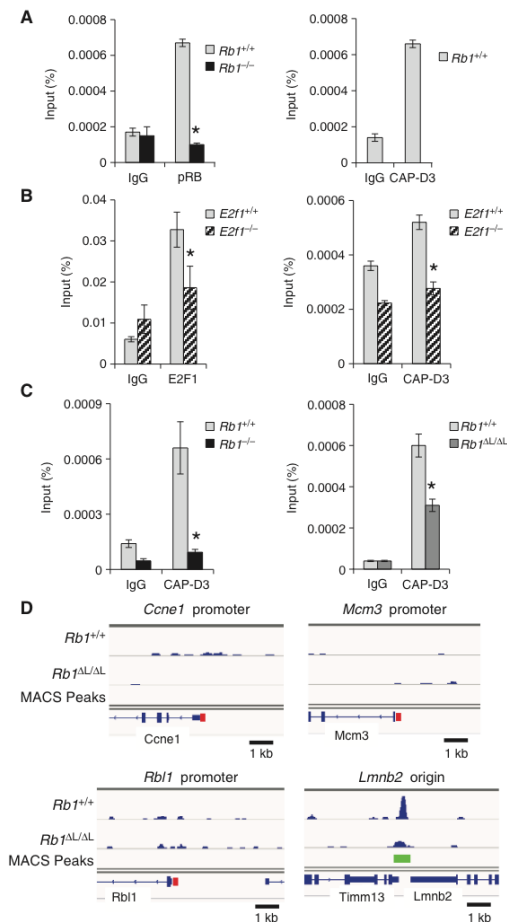 A
0.0008
0.0006
0.0004
0.0002
0
Input (%)
Rb1+/+
Rb1−/−
*
IgG
pRB
0.0008
0.0006
0.0004
0.0002
0
Input (%)
Rb1+/+
IgG CAP-D3
B
0.04
0.03
0.02
0.01
0
Input (%)
E2f1+/+
E2f1−/−
*
IgG
E2F1
0.0006
0.0004
0.0002
0
Input (%)
E2f1+/+
E2f1−/−
*
IgG
CAP-D3
C
0.0009
0.0006
0.0003
0
Input (%)
Rb1+/+
Rb1−/−
*
IgG
CAP-D3
0.0008
0.0006
0.0004
0.0002
0
Input (%)
Rb1+/+
Rb1ΔL/ΔL
*
IgG
CAP-D3
D
Ccne1 promoter
Mcm3 promoter
Rb1+/+
Rb1ΔL/ΔL
MACS Peaks
Ccne1
1 kb
Mcm3
1 kb
Rbl1 promoter
Lmnb2 origin
Rb1+/+
Rb1ΔL/ΔL
MACS Peaks
Rbl1
1 kb
Timm13
Lmnb2
1 kb